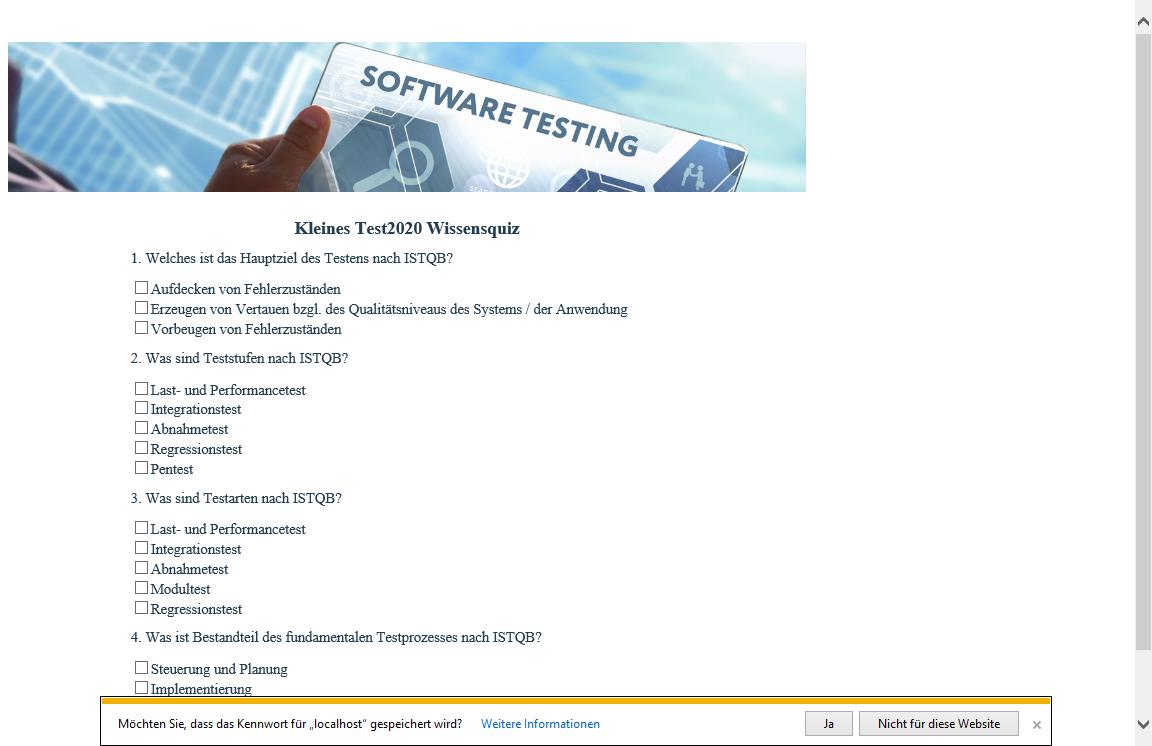 SOFTWARE TESTING
Kleines Test2020 Wissensquiz
1. Welches ist das Hauptziel des Testens nach ISTQB?
Aufdecken von Fehlerzuständen
Erzeugen von Vertauen bzgl. des Qualitätsniveaus des Systems / der Anwendung
Vorbeugen von Fehlerzuständen
2. Was sind Teststufen nach ISTQB?
Last- und Performancetest
Integrationstest
Abnahmetest
Regressionstest
Pentest
3. Was sind Testarten nach ISTQB?
Last- und Performancetest
Integrationstest
Abnahmetest
Modultest
Regressionstest
4. Was ist Bestandteil des fundamentalen Testprozesses nach ISTQB?
Steuerung und Planung
Implementierung
Möchten Sie, dass das Kennwort für „localhost“ gespeichert wird? Weitere Informationen Ja Nicht für diese Website ×